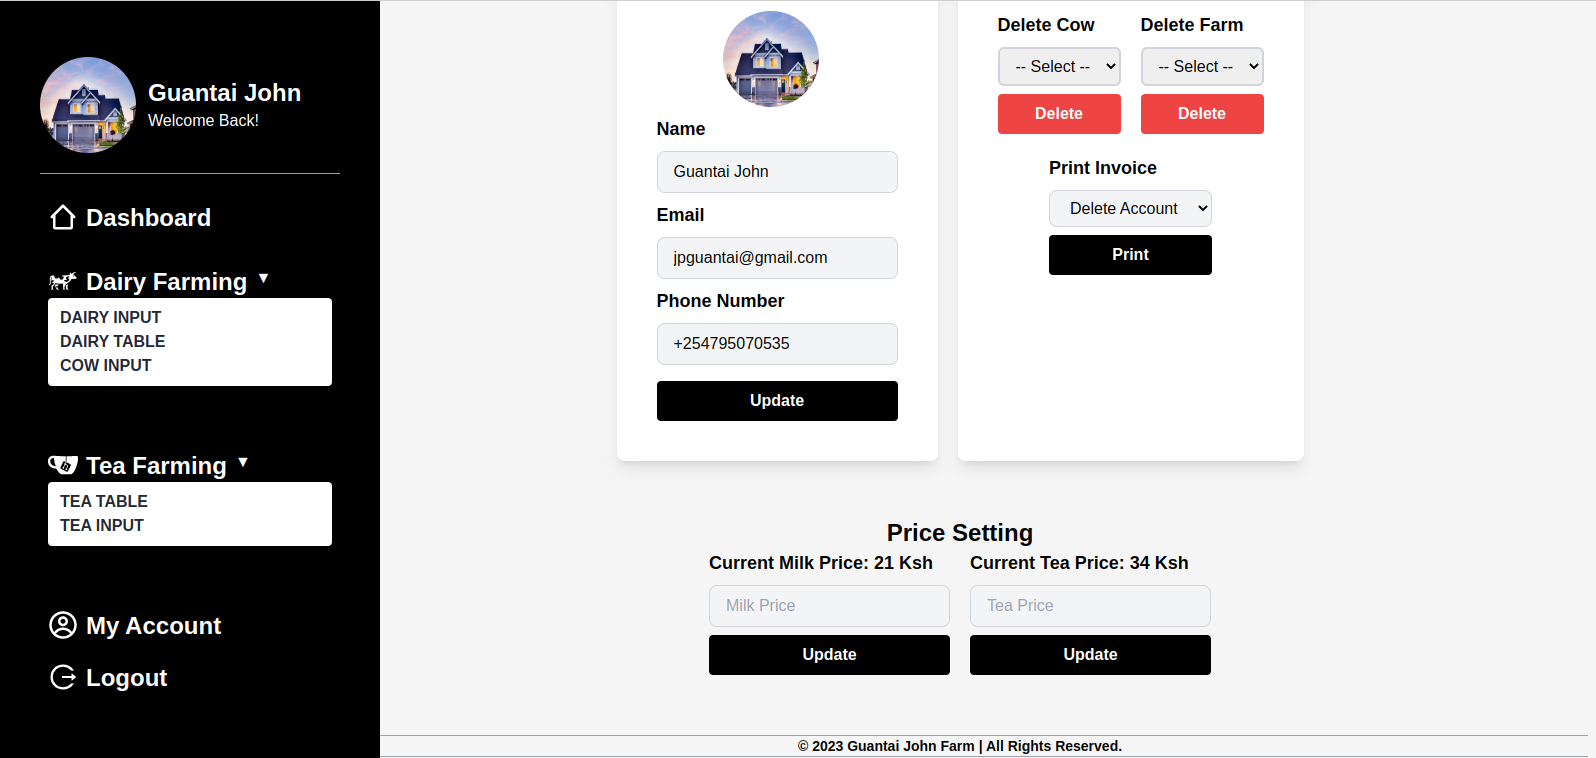 Guantai John
Welcome Back!
Dashboard
Dairy Farming ▼
DAIRY INPUT
DAIRY TABLE
COW INPUT
Tea Farming ▼
TEA TABLE
TEA INPUT
My Account
Logout
Name
Guantai John
Email
jpguantai@gmail.com
Phone Number
+254795070535
Update
Delete Cow
-- Select --
Delete
Delete Farm
-- Select --
Delete
Print Invoice
Delete Account
Print
Price Setting
Current Milk Price: 21 Ksh
Milk Price
Update
Current Tea Price: 34 Ksh
Tea Price
Update
© 2023 Guantai John Farm | All Rights Reserved.